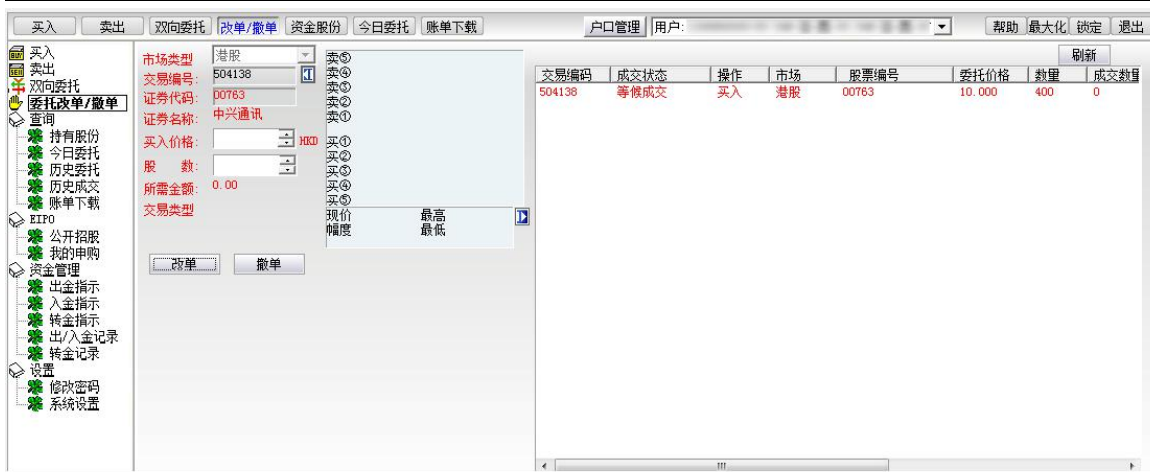 买入 卖出 双向委托 改单/撤单 资金股份 今日委托 账单下载 户口管理 用户: 帮助 最大化 锁定 退出
买入
卖出
双向委托
委托改单/撤单
查询
持有股份
今日委托
历史委托
历史成交
账单下载
EIPO
公开招股
我的申购
资金管理
出金指示
入金指示
转金指示
出/入金记录
转金记录
设置
修改密码
系统设置
市场类型 港股
交易编号: 504138
证券代码: 00763
证券名称: 中兴通讯
买入价格: HKD
股 数:
所需金额: 0.00
交易类型
改单 撤单
卖⑤
卖④
卖③
卖②
卖①
买①
买②
买③
买④
买⑤
现价 最高
幅度 最低
刷新
交易编码 成交状态 操作 市场 股票编号 委托价格 数量 成交数量
504138 等候成交 买入 港股 00763 10.000 400 0